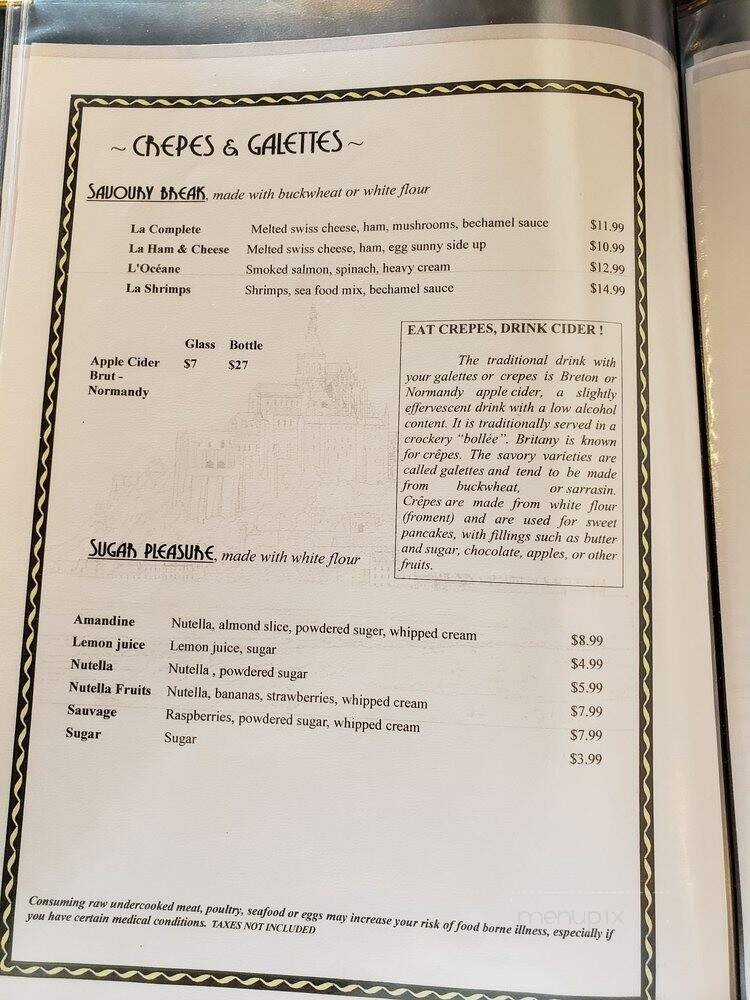 ~ CREPES & GALETTES ~
SAVOURY BREAK, made with buckwheat or white flour
La Complete Melted swiss cheese, ham, mushrooms, bechamel sauce $11.99
La Ham & Cheese Melted swiss cheese, ham, egg sunny side up $10.99
L'Océane Smoked salmon, spinach, heavy cream $12.99
La Shrimps Shrimps, sea food mix, bechamel sauce $14.99
Glass Bottle
Apple Cider $7 $27
Brut -
Normandy
EAT CREPES, DRINK CIDER !
The traditional drink with
your galettes or crepes is Breton or
Normandy apple cider, a slightly
effervescent drink with a low alcohol
content. It is traditionally served in a
crockery "bollée". Britany is known
for crêpes. The savory varieties are
called galettes and tend to be made
from buckwheat, or sarrasin.
Crêpes are made from white flour
(froment) and are used for sweet
pancakes, with fillings such as butter
and sugar, chocolate, apples, or other
fruits.
SUGAR PLEASURE, made with white flour
Amandine Nutella, almond slice, powdered suger, whipped cream $8.99
Lemon juice Lemon juice, sugar $4.99
Nutella Nutella , powdered sugar $5.99
Nutella Fruits Nutella, bananas, strawberries, whipped cream $7.99
Sauvage Raspberries, powdered sugar, whipped cream $7.99
Sugar Sugar $3.99
Consuming raw undercooked meat, poultry, seafood or eggs may increase your risk of food borne illness, especially if
you have certain medical conditions. TAXES NOT INCLUDED
menupix